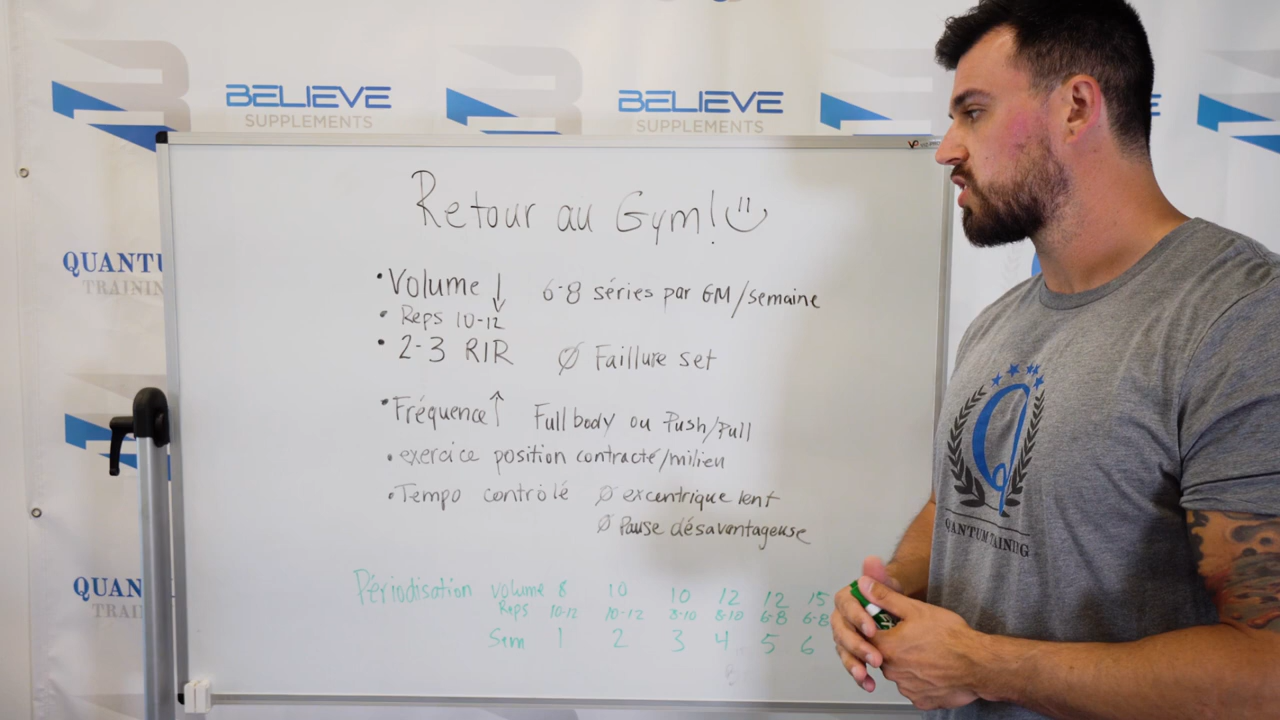 BELIEVE
SUPPLEMENTS
BELIEVE
SUPPLEMENTS
QUANTU
TRAININ
QUAN
TRAI
Retour au Gym!
• Volume ↓ 6-8 séries par GM/semaine
• Reps 10-12
• 2-3 RIR Ø Faillure set
• Fréquence ↑ Full body ou Push/Pull
• exercice position contracté/milieu
• Tempo contrôlé Ø excentrique lent
Ø Pause désavantageuse
Périodisation volume 8 10 10 12 12 15
Reps 10-12 10-12 8-10 8-10 6-8 6-8
Sem 1 2 3 4 5 6
QUANTUM TRAINING